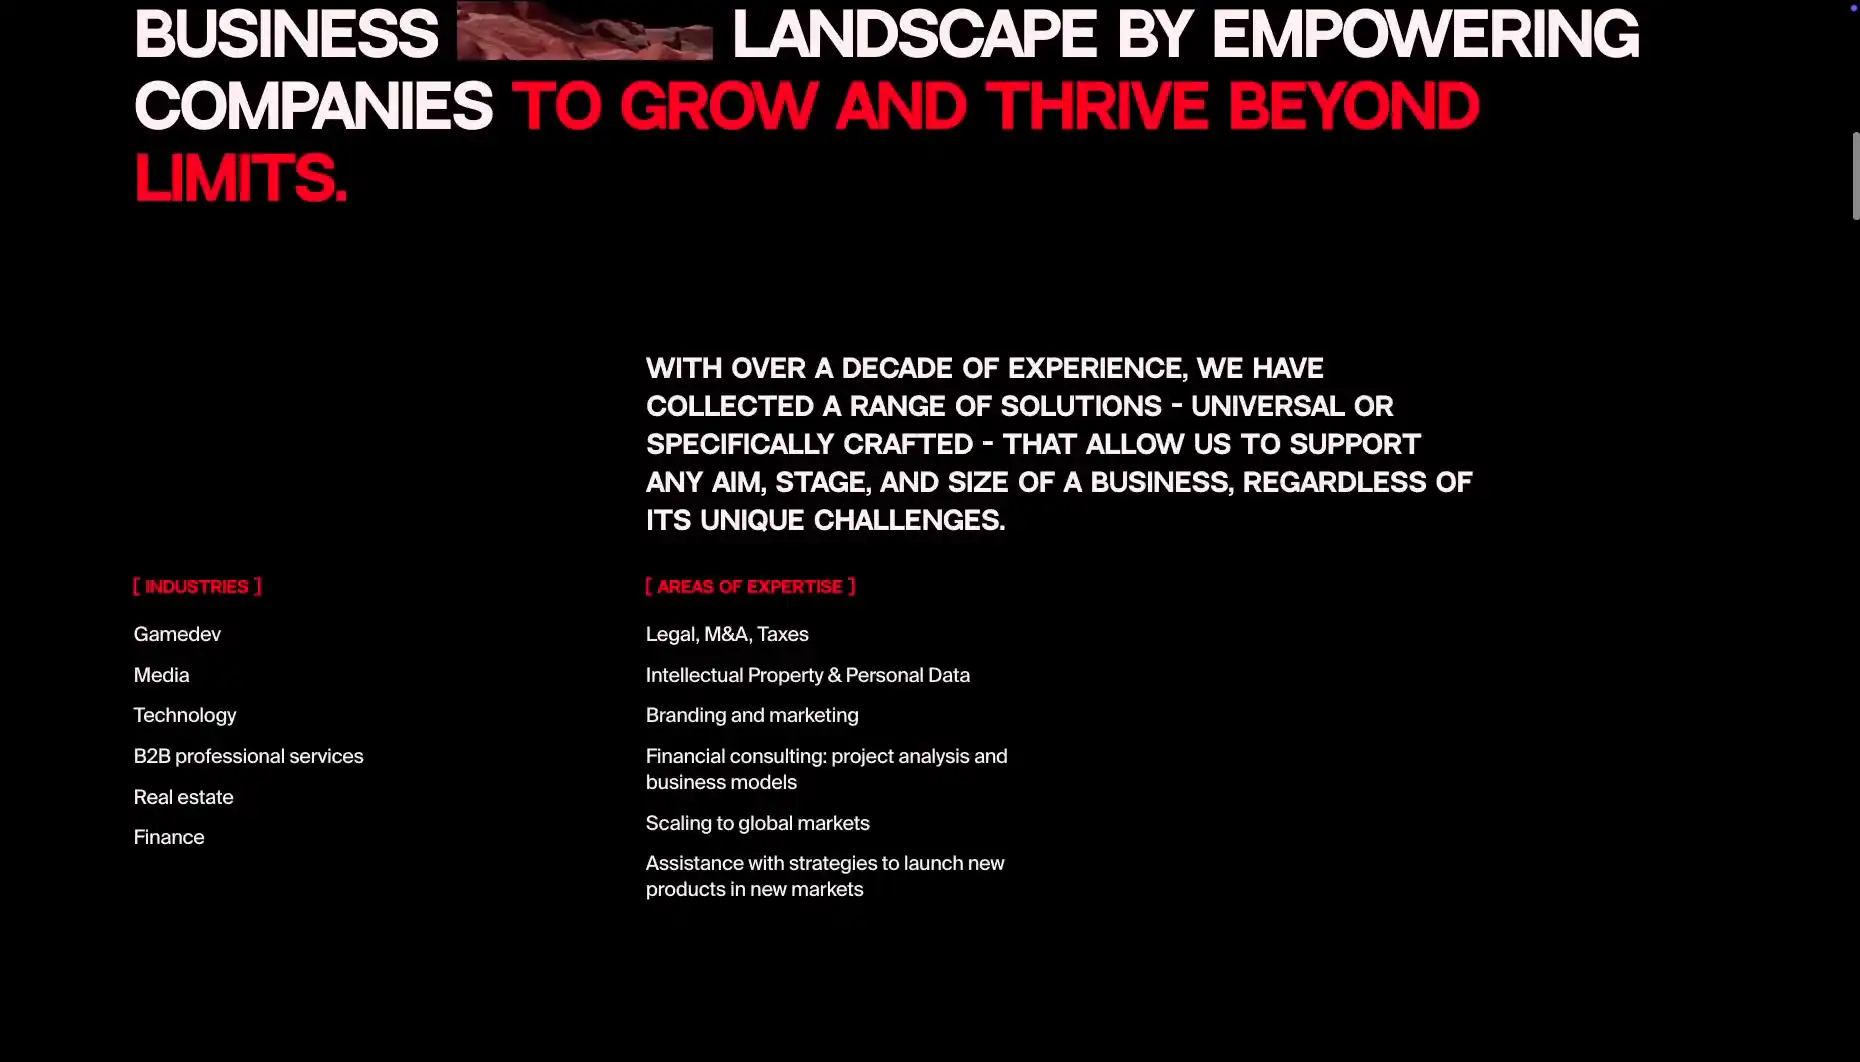 BUSINESS LANDSCAPE BY EMPOWERING
COMPANIES TO GROW AND THRIVE BEYOND
LIMITS.
WITH OVER A DECADE OF EXPERIENCE, WE HAVE
COLLECTED A RANGE OF SOLUTIONS - UNIVERSAL OR
SPECIFICALLY CRAFTED - THAT ALLOW US TO SUPPORT
ANY AIM, STAGE, AND SIZE OF A BUSINESS, REGARDLESS OF
ITS UNIQUE CHALLENGES.
[ INDUSTRIES ]
Gamedev
Media
Technology
B2B professional services
Real estate
Finance
[ AREAS OF EXPERTISE ]
Legal, M&A, Taxes
Intellectual Property & Personal Data
Branding and marketing
Financial consulting: project analysis and
business models
Scaling to global markets
Assistance with strategies to launch new
products in new markets